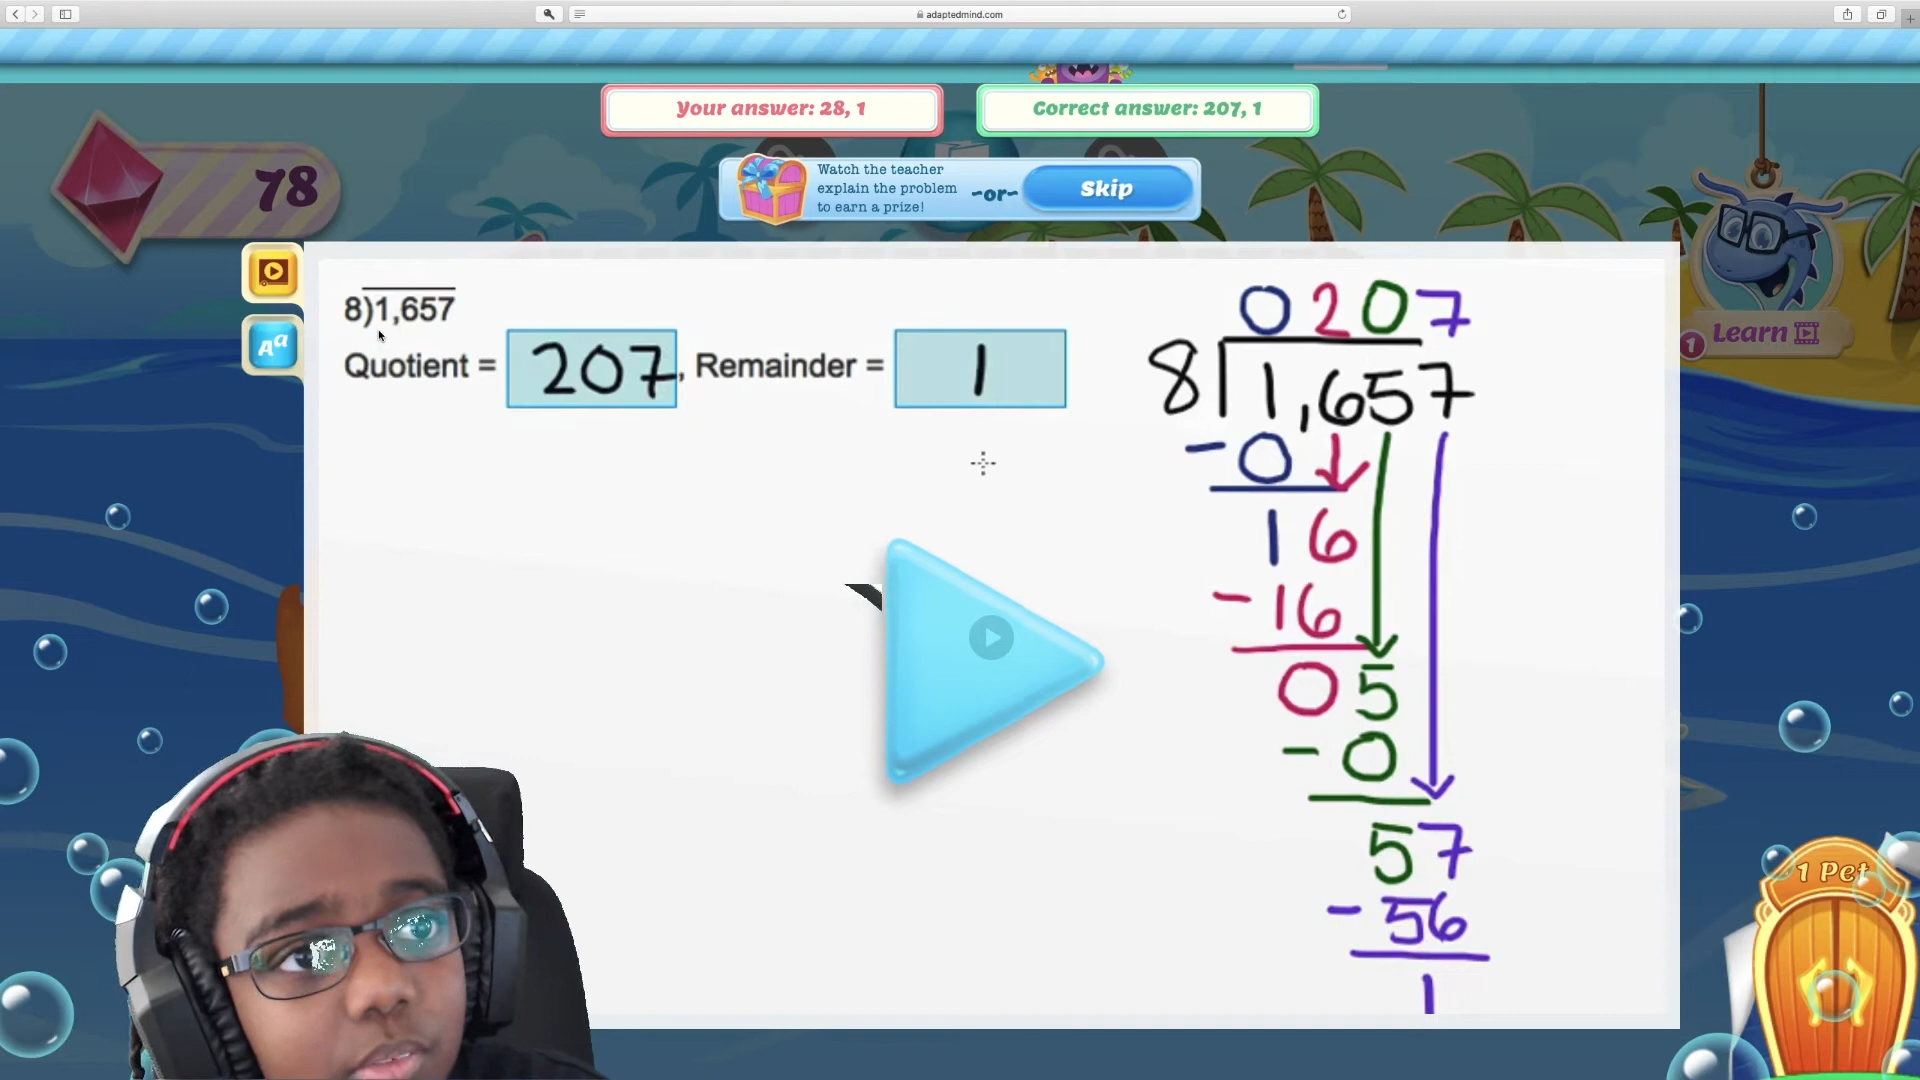 adaptedmind.com
Your answer: 28, 1
Correct answer: 207, 1
78
Watch the teacher
explain the problem
to earn a prize!
-or-
Skip
8)1,657
Quotient = 207, Remainder = 1
Aa
1 Learn
0207
8 1,657
-0
16
-16
05
-0
57
-56
1
1 Pet